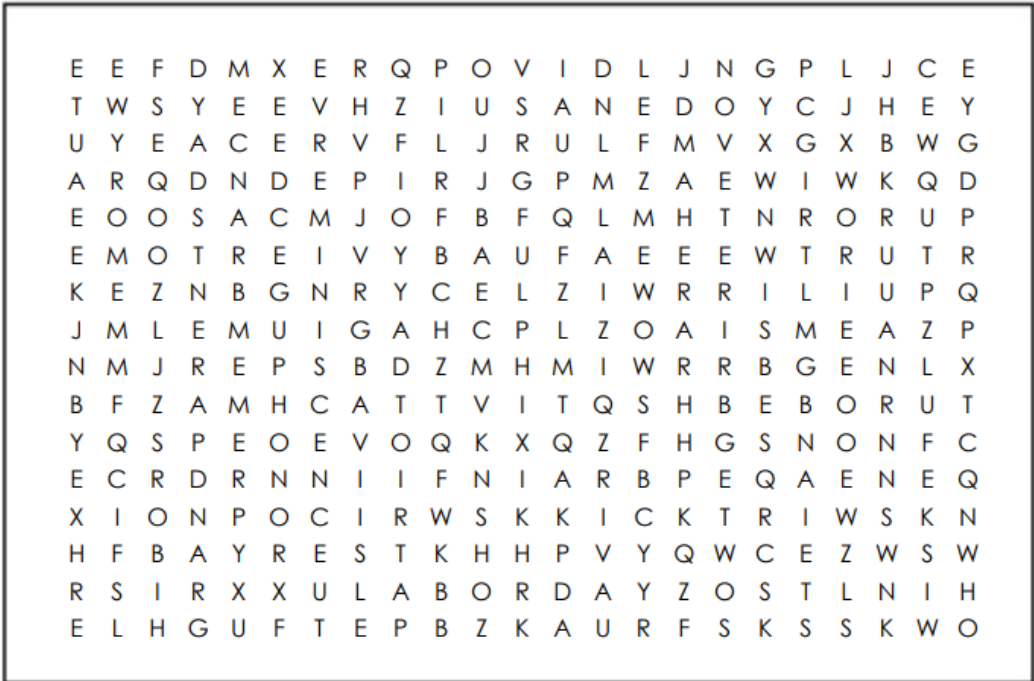 E E F D M X E R Q P O V I D L J N G P L J C E
T W S Y E E V H Z I U S A N E D O Y C J H E Y
U Y E A C E R V F L J R U L F M V X G X B W G
A R Q D N D E P I R J G P M Z A E W I W K Q D
E O O S A C M J O F B F Q L M H T N R O R U P
E M O T R E I V Y B A U F A E E E W T R U T R
K E Z N B G N R Y C E L Z I W R R I L I U P Q
J M L E M U I G A H C P L Z O A I S M E A Z P
N M J R E P S B D Z M H M I W R R B G E N L X
B F Z A M H C A T T V I T Q S H B E B O R U T
Y Q S P E O E V O Q K X Q Z F H G S N O N F C
E C R D R N N I I F N I A R B P E Q A E N E Q
X I O N P O C I R W S K K I C K T R I W S K N
H F B A Y R E S T K H H P V Y Q W C E Z W S W
R S I R X X U L A B O R D A Y Z O S T L N I H
E L H G U F T E P B Z K A U R F S K S S K W O